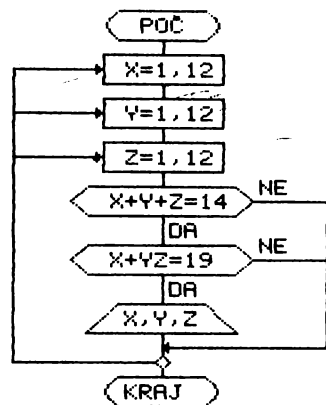 POČ
X=1,12
Y=1,12
Z=1,12
X+Y+Z=14
NE
DA
X+YZ=19
NE
DA
X,Y,Z
KRAJ